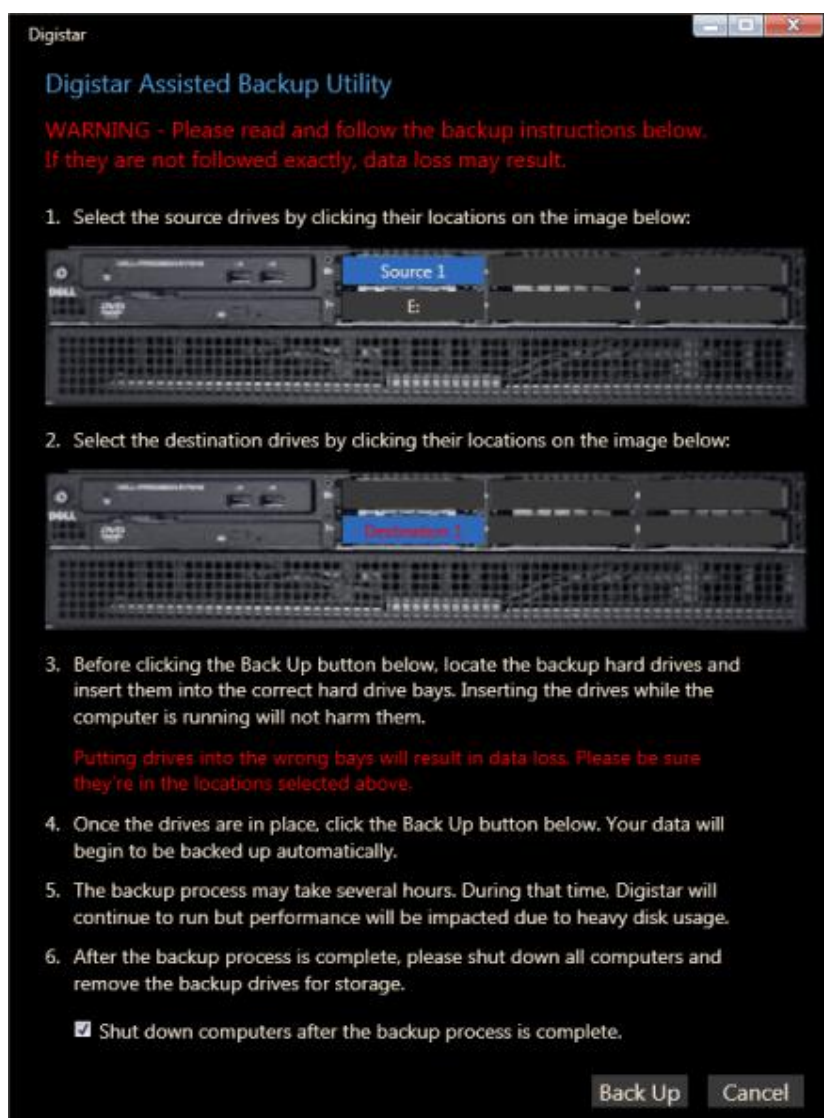 Digistar
Digistar Assisted Backup Utility
WARNING - Please read and follow the backup instructions below.
If they are not followed exactly, data loss may result.
1. Select the source drives by clicking their locations on the image below:
Source 1
DELL
DVD
E:
2. Select the destination drives by clicking their locations on the image below:
DELL
DVD
Destination 1
3. Before clicking the Back Up button below, locate the backup hard drives and
insert them into the correct hard drive bays. Inserting the drives while the
computer is running will not harm them.
Putting drives into the wrong bays will result in data loss. Please be sure
they're in the locations selected above.
4. Once the drives are in place, click the Back Up button below. Your data will
begin to be backed up automatically.
5. The backup process may take several hours. During that time, Digistar will
continue to run but performance will be impacted due to heavy disk usage.
6. After the backup process is complete, please shut down all computers and
remove the backup drives for storage.
Shut down computers after the backup process is complete.
Back Up Cancel